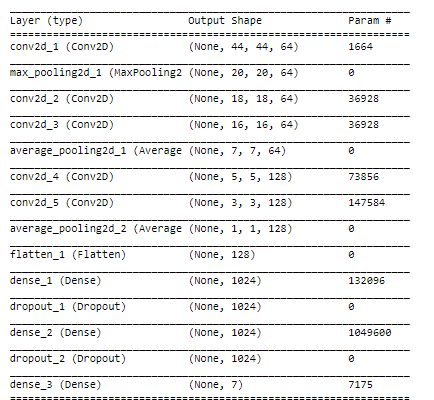 Layer (type) Output Shape Param #
conv2d_1 (Conv2D) (None, 44, 44, 64) 1664
max_pooling2d_1 (MaxPooling2 (None, 20, 20, 64) 0
conv2d_2 (Conv2D) (None, 18, 18, 64) 36928
conv2d_3 (Conv2D) (None, 16, 16, 64) 36928
average_pooling2d_1 (Average (None, 7, 7, 64) 0
conv2d_4 (Conv2D) (None, 5, 5, 128) 73856
conv2d_5 (Conv2D) (None, 3, 3, 128) 147584
average_pooling2d_2 (Average (None, 1, 1, 128) 0
flatten_1 (Flatten) (None, 128) 0
dense_1 (Dense) (None, 1024) 132096
dropout_1 (Dropout) (None, 1024) 0
dense_2 (Dense) (None, 1024) 1049600
dropout_2 (Dropout) (None, 1024) 0
dense_3 (Dense) (None, 7) 7175